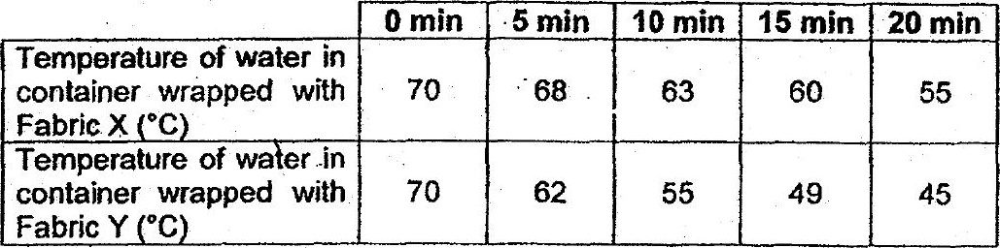 0 min 5 min 10 min 15 min 20 min
Temperature of water in
container wrapped with
Fabric X (°C)
70 68 63 60 55
Temperature of water in
container wrapped with
Fabric Y (°C)
70 62 55 49 45